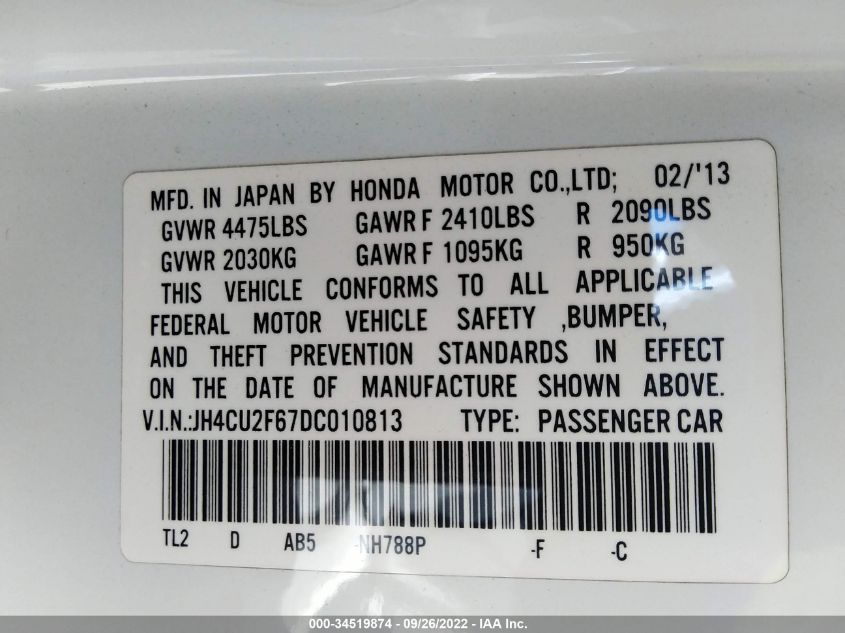 MFD. IN JAPAN BY HONDA MOTOR CO.,LTD; 02/'13
GVWR 4475LBS GAWR F 2410LBS R 2090LBS
GVWR 2030KG GAWR F 1095KG R 950KG
THIS VEHICLE CONFORMS TO ALL APPLICABLE
FEDERAL MOTOR VEHICLE SAFETY ,BUMPER,
AND THEFT PREVENTION STANDARDS IN EFFECT
ON THE DATE OF MANUFACTURE SHOWN ABOVE.
V.I.N.:JH4CU2F67DC010813 TYPE: PASSENGER CAR
TL2 D AB5 -NH788P -F -C
000-34519874 - 09/26/2022 - © IAA Inc.